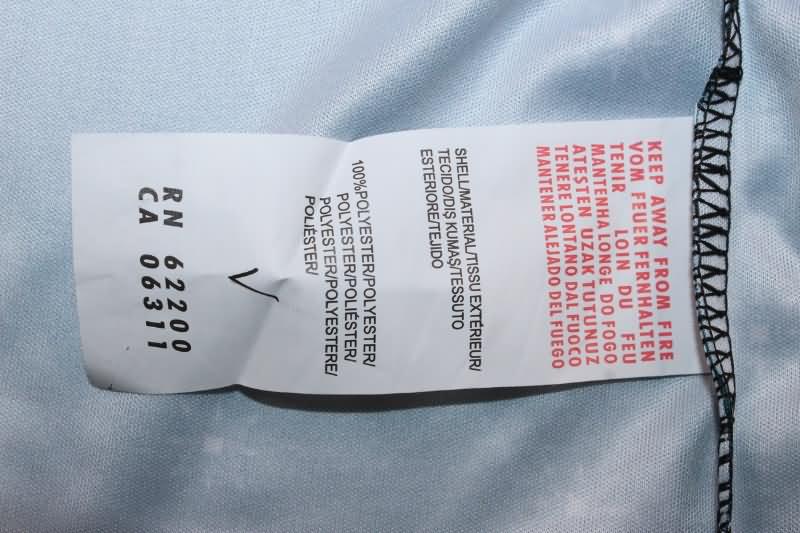 KEEP AWAY FROM FIRE
VOM FEUER FERNHALTEN
TENIR LOIN DU FEU
MANTENHA LONGE DO FOGO
ATEŞTEN UZAK TUTUNUZ
TENERE LONTANO DAL FUOCO
MANTENER ALEJADO DEL FUEGO
SHELL/MATERIAL/TISSU EXTÉRIEUR/
TECIDO/DIŞ KUMAŞ/TESSUTO
ESTERIORE/TEJIDO
100%POLYESTER/POLYESTER/
POLYESTER/POLIÉSTER/
POLYESTER/POLYESTERE/
POLIÉSTER/
RN 62200
CA 06311